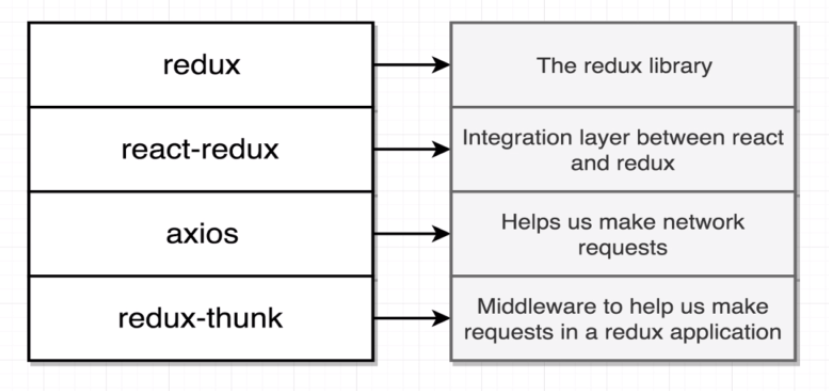 redux
The redux library
react-redux
Integration layer between react
and redux
axios
Helps us make network
requests
redux-thunk
Middleware to help us make
requests in a redux application